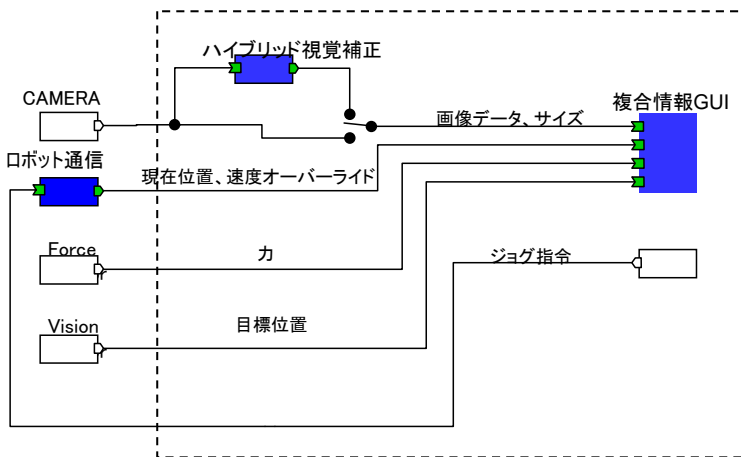 ハイブリッド視覚補正
CAMERA
画像データ、サイズ
複合情報GUI
ロボット通信
現在位置、速度オーバーライド
Force
力
ジョグ指令
Vision
目標位置